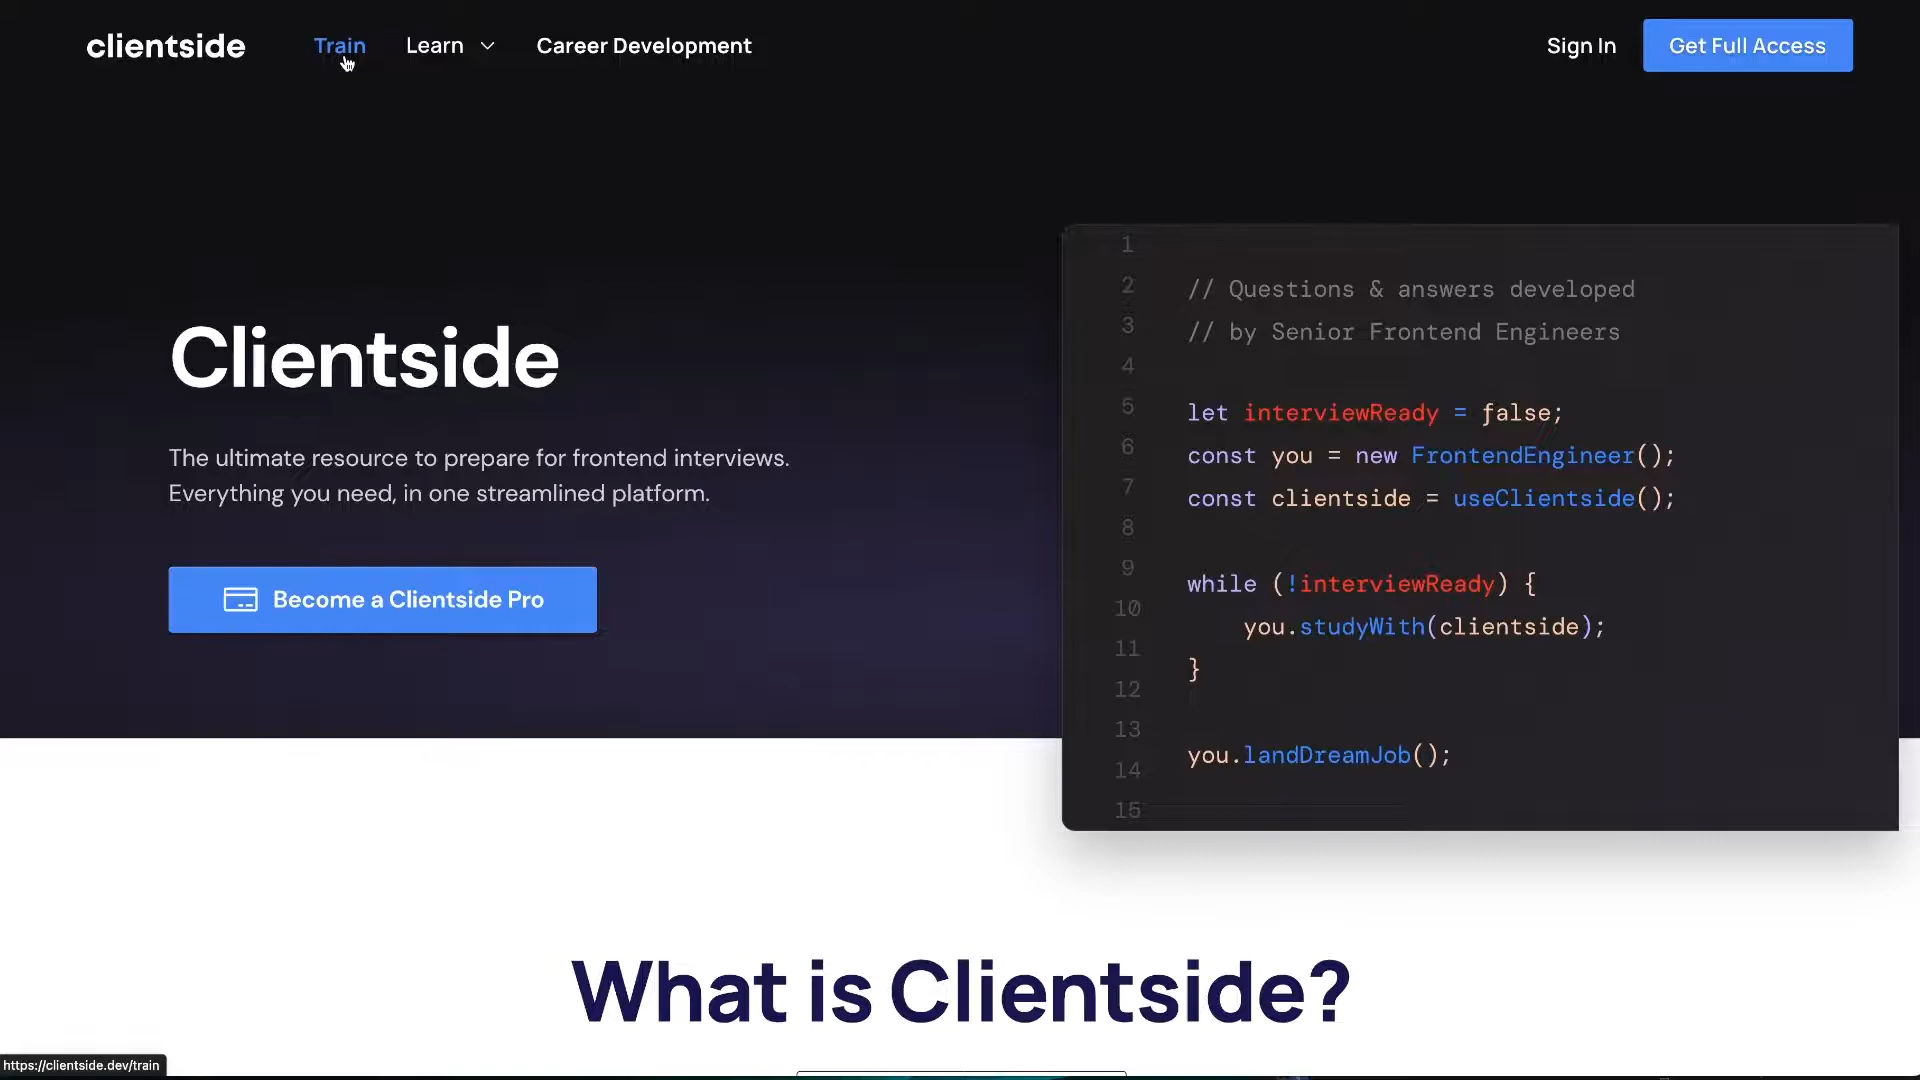 clientside
Train
Learn
Career Development
Sign In
Get Full Access
Clientside
The ultimate resource to prepare for frontend interviews.
Everything you need, in one streamlined platform.
Become a Clientside Pro
1
2
3
4
5
6
7
8
9
10
11
12
13
14
15
// Questions & answers developed
// by Senior Frontend Engineers
let interviewReady = false;
const you = new FrontendEngineer();
const clientside = useClientside();
while (!interviewReady) {
you.studyWith(clientside);
}
you.landDreamJob();
What is Clientside?
https://clientside.dev/train